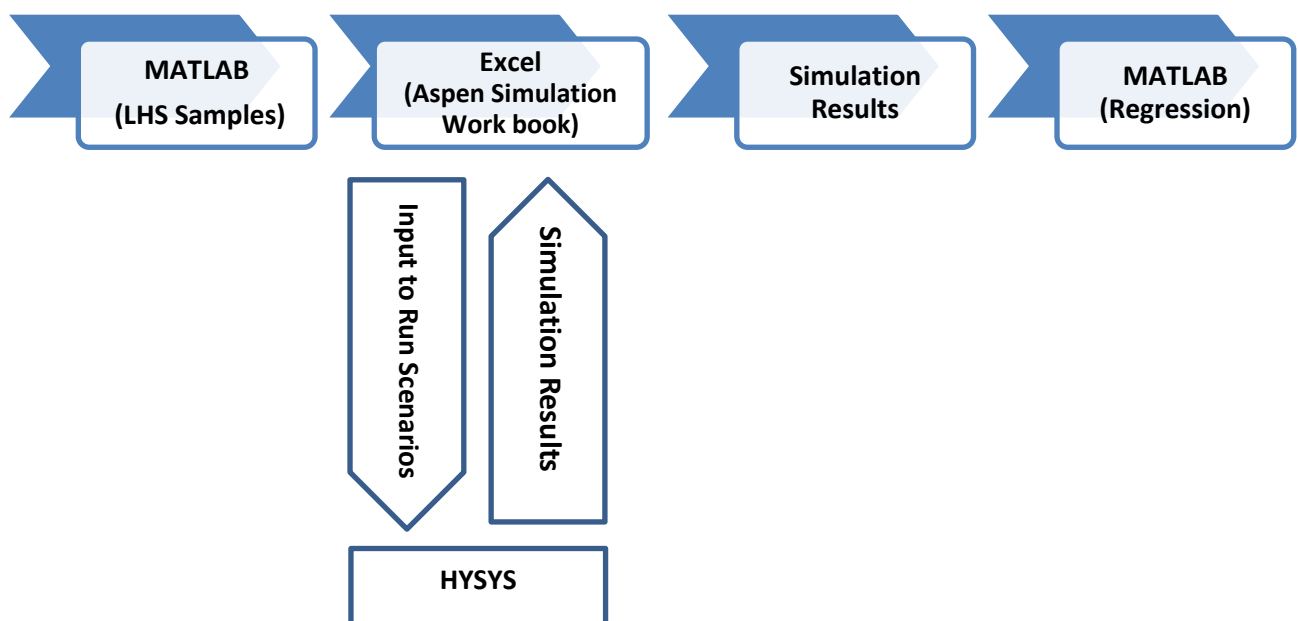 MATLAB
(LHS Samples)
Excel
(Aspen Simulation
Work book)
Simulation
Results
MATLAB
(Regression)
Input to Run Scenarios
Simulation Results
HYSYS